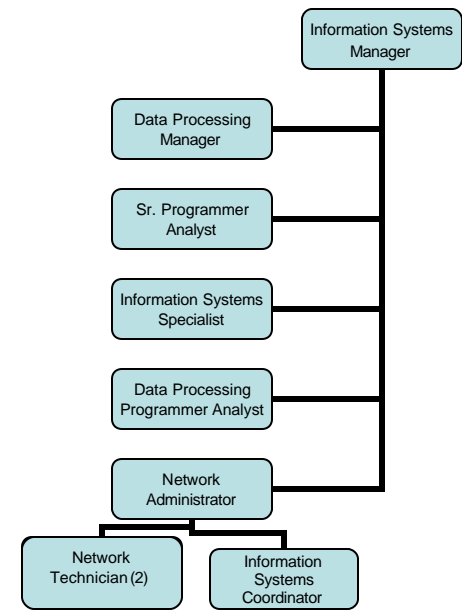 Information Systems
Manager
Data Processing
Manager
Sr. Programmer
Analyst
Information Systems
Specialist
Data Processing
Programmer Analyst
Network
Administrator
Network
Technician (2)
Information
Systems
Coordinator